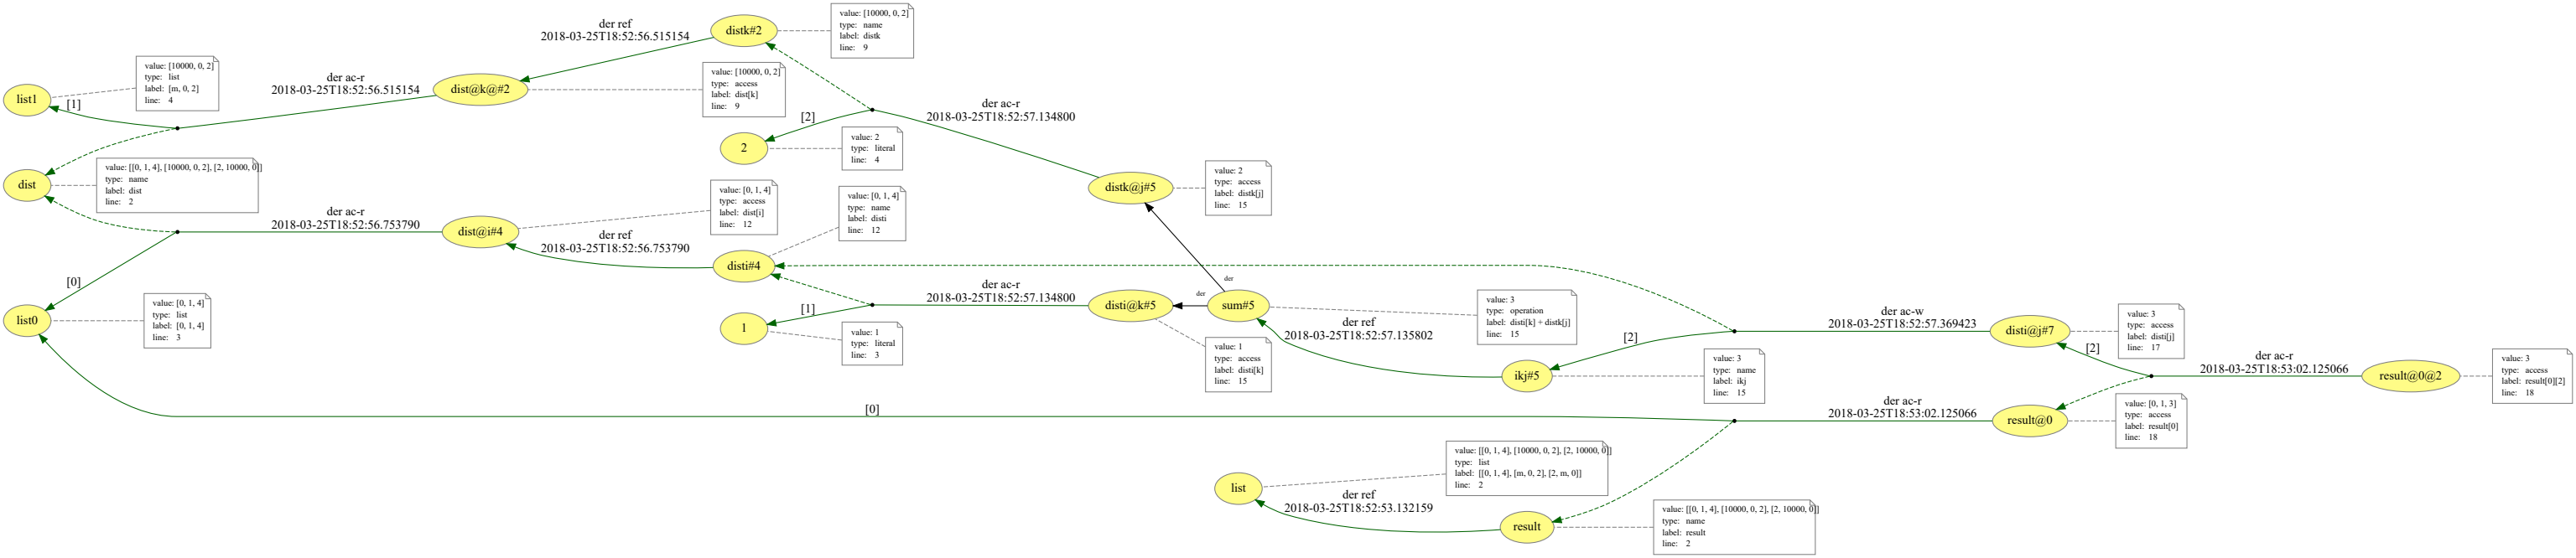 der ref
2018-03-25T18:52:56.515154
distk#2
value: [10000, 0, 2]
type: name
label: distk
line: 9
value: [10000, 0, 2]
type: list
label: [m, 0, 2]
line: 4
list1
[1]
der ac-r
2018-03-25T18:52:56.515154
dist@k@#2
value: [10000, 0, 2]
type: access
label: dist[k]
line: 9
[2]
der ac-r
2018-03-25T18:52:57.134800
2
value: 2
type: literal
line: 4
dist
value: [[0, 1, 4], [10000, 0, 2], [2, 10000, 0]]
type: name
label: dist
line: 2
distk@j#5
value: 2
type: access
label: distk[j]
line: 15
der ac-r
2018-03-25T18:52:56.753790
dist@i#4
value: [0, 1, 4]
type: access
label: dist[i]
line: 12
value: [0, 1, 4]
type: name
label: disti
line: 12
der ref
2018-03-25T18:52:56.753790
disti#4
[0]
list0
value: [0, 1, 4]
type: list
label: [0, 1, 4]
line: 3
[1]
1
value: 1
type: literal
line: 3
der ac-r
2018-03-25T18:52:57.134800
disti@k#5
der
der
sum#5
value: 3
type: operation
label: disti[k] + distk[j]
line: 15
value: 1
type: access
label: disti[k]
line: 15
der ref
2018-03-25T18:52:57.135802
ikj#5
[2]
value: 3
type: name
label: ikj
line: 15
der ac-w
2018-03-25T18:52:57.369423
disti@j#7
value: 3
type: access
label: disti[j]
line: 17
[2]
der ac-r
2018-03-25T18:53:02.125066
result@0@2
value: 3
type: access
label: result[0][2]
line: 18
[0]
der ac-r
2018-03-25T18:53:02.125066
result@0
value: [0, 1, 3]
type: access
label: result[0]
line: 18
list
value: [[0, 1, 4], [10000, 0, 2], [2, 10000, 0]]
type: list
label: [[0, 1, 4], [m, 0, 2], [2, m, 0]]
line: 2
der ref
2018-03-25T18:52:53.132159
result
value: [[0, 1, 4], [10000, 0, 2], [2, 10000, 0]]
type: name
label: result
line: 2